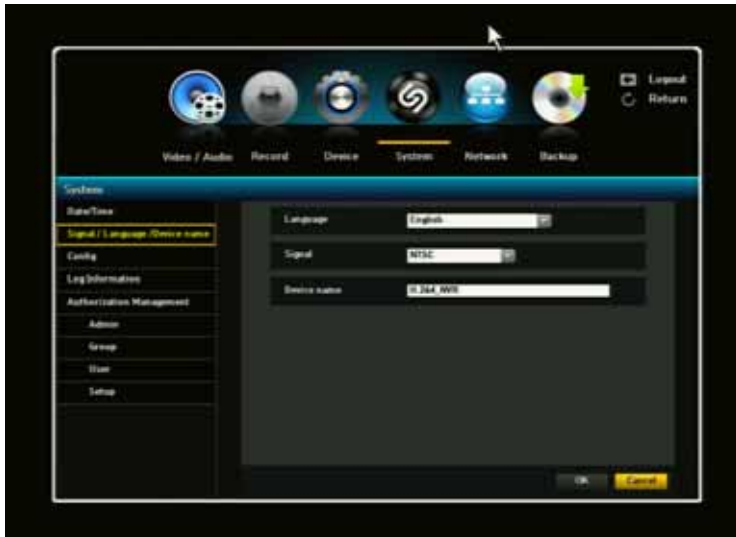 Logout
Return
Video / Audio Record Device System Network Backup
System
Date/Time
Signal / Language /Device name
Config
Log Information
Authorization Management
Admin
Group
User
Setup
Language English
Signal NTSC
Device name H.264_NVR
OK Cancel